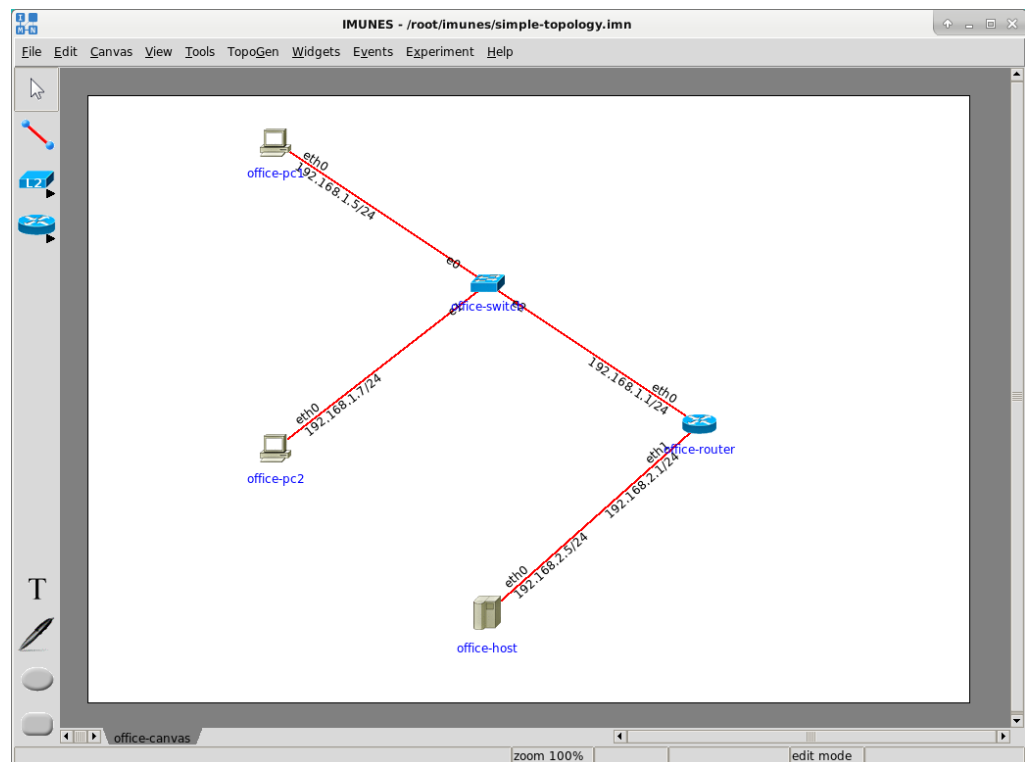 IMUNES - /root/imunes/simple-topology.imn
File Edit Canvas View Tools TopoGen Widgets Events Experiment Help
L2
T
office-pc1
eth0
192.168.1.5/24
e0
office-switch
192.168.1.1/24
eth0
office-router
eth0
192.168.1.7/24
office-pc2
eth1
192.168.2.1/24
eth0
192.168.2.5/24
office-host
office-canvas
zoom 100%
edit mode